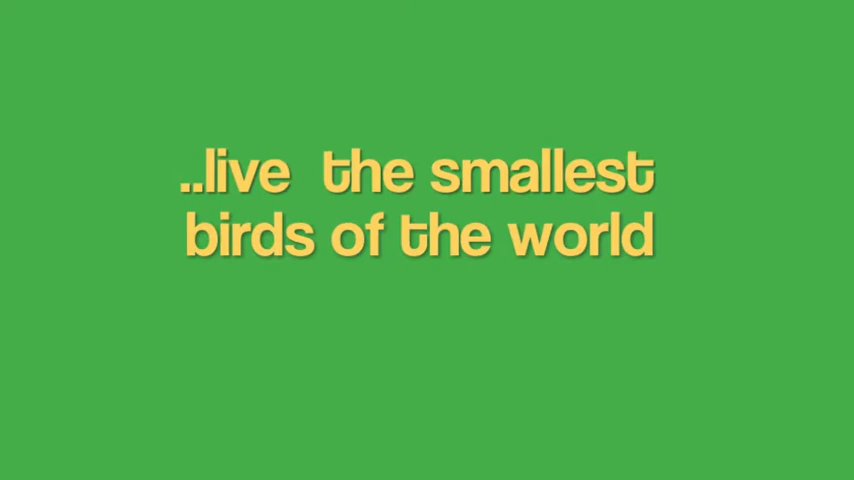 ..live  the smallest
birds of the world